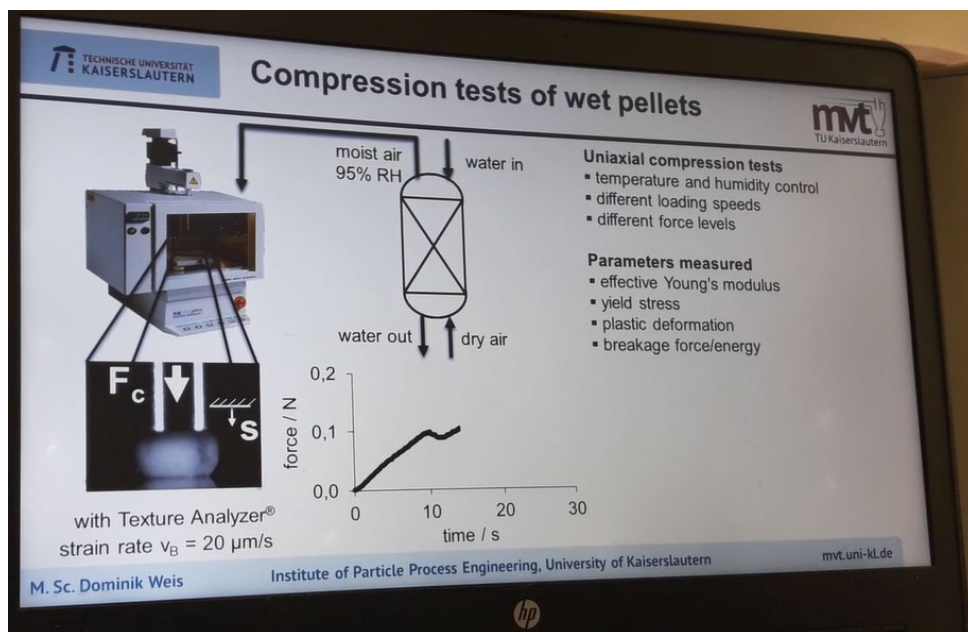 TECHNISCHE UNIVERSITÄT
KAISERSLAUTERN
Compression tests of wet pellets
mvt
TU Kaiserslautern
moist air
95% RH
water in
water out
dry air
Uniaxial compression tests
▪ temperature and humidity control
▪ different loading speeds
▪ different force levels
Parameters measured
▪ effective Young's modulus
▪ yield stress
▪ plastic deformation
▪ breakage force/energy
Fc
s
with Texture Analyzer®
strain rate vB = 20 µm/s
force / N
0,2
0,1
0,0
0
10
20
30
time / s
M. Sc. Dominik Weis
Institute of Particle Process Engineering, University of Kaiserslautern
mvt.uni-kl.de
hp